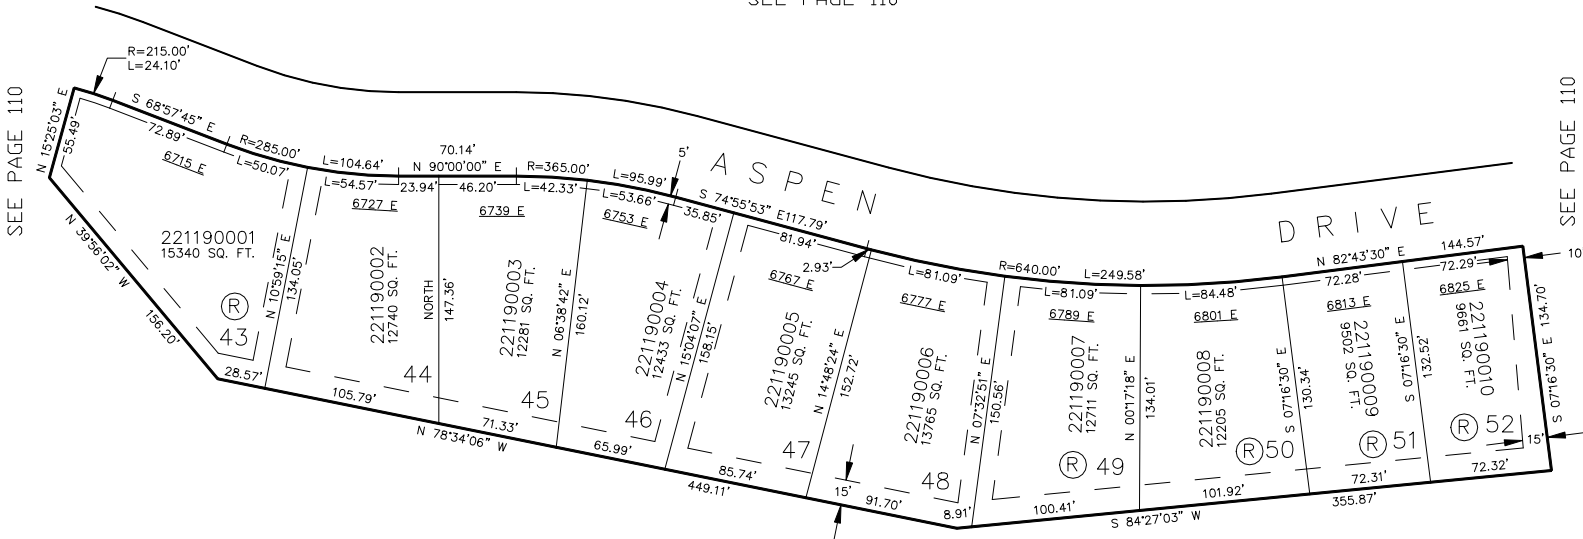 SEE PAGE 110
SEE PAGE 110
SEE PAGE 110
ASPEN DRIVE
R=215.00'
L=24.10'
N 15°25'03" E
55.49'
S 68°57'45" E
72.89'
6715 E
R=285.00'
L=50.07'
L=104.64'
L=54.57'
70.14'
N 90°00'00" E
23.94'
46.20'
R=365.00'
L=42.33'
L=95.99'
L=53.66'
5'
S 74°55'53" E 117.79'
35.85'
81.94'
2.93'
R=640.00'
L=249.58'
L=81.09'
L=81.09'
L=84.48'
N 82°43'30" E
144.57'
72.28'
72.29'
10
6727 E
6739 E
6753 E
6767 E
6777 E
6789 E
6801 E
6813 E
6825 E
221190001
15340 SQ. FT.
R
43
N 39°56'02" W
156.20'
28.57'
N 10°59'15" E
134.05'
221190002
12740 SQ. FT.
44
105.79'
NORTH
147.36'
221190003
12281 SQ. FT.
45
71.33'
N 06°38'42" E
160.12'
221190004
12433 SQ. FT.
46
65.99'
N 15°04'07" E
158.15'
221190005
13245 SQ. FT.
47
85.74'
N 14°48'24" E
152.72'
221190006
13765 SQ. FT.
48
15'
91.70'
8.91'
N 78°34'06" W
449.11'
N 07°32'51" E
150.56'
221190007
12711 SQ. FT.
R 49
100.41'
N 00°17'18" E
134.01'
221190008
12205 SQ. FT.
R 50
101.92'
S 07°16'30" E
130.34'
221190009
9502 SQ. FT.
R 51
72.31'
S 07°16'30" E
132.52'
221190010
9661 SQ. FT.
R 52
15'
72.32'
S 07°16'30" E 134.70'
S 84°27'03" W
355.87'